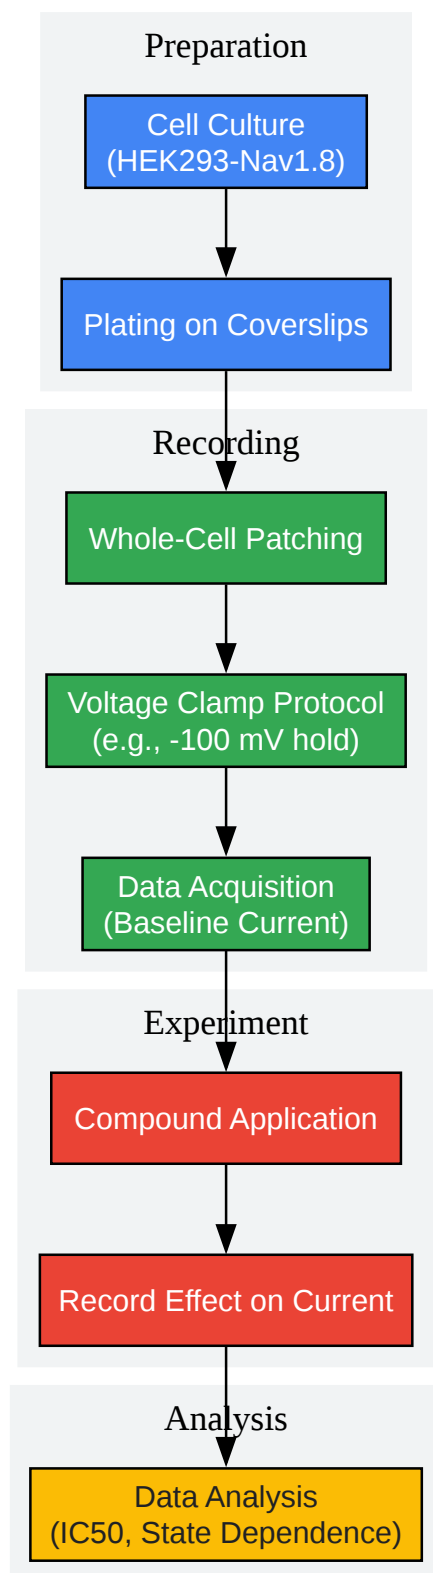 Preparation
Cell Culture
(HEK293-Nav1.8)
Plating on Coverslips
Recording
Whole-Cell Patching
Voltage Clamp Protocol
(e.g., -100 mV hold)
Data Acquisition
(Baseline Current)
Experiment
Compound Application
Record Effect on Current
Analysis
Data Analysis
(IC50, State Dependence)